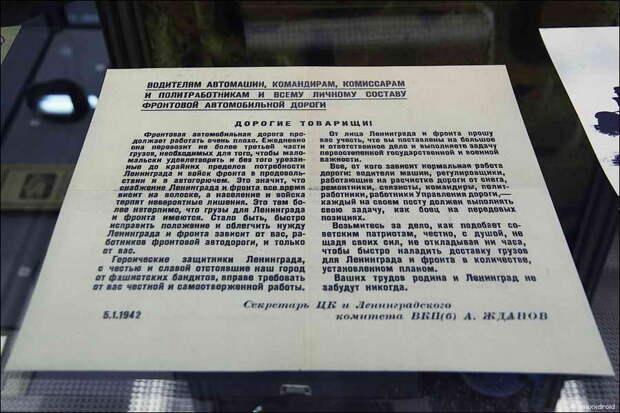 ВОДИТЕЛЯМ АВТОМАШИН, КОМАНДИРАМ, КОМИССАРАМ
И ПОЛИТРАБОТНИКАМ И ВСЕМУ ЛИЧНОМУ СОСТАВУ
ФРОНТОВОЙ АВТОМОБИЛЬНОЙ ДОРОГИ
ДОРОГИЕ ТОВАРИЩИ!
Фронтовая автомобильная дорога про-
должает работать очень плохо. Ежедневно
она перевозит не более третьей части
грузов, необходимых для того, чтобы мало-
мальски удовлетворить и без того урезан-
ные до крайних пределов потребности
Ленинграда и войск фронта в продоволь-
ствии и в автогорючем. Это значит, что
снабжение Ленинграда и фронта все время
висит на волоске, а население и войска
терпят невероятные лишения. Это тем бо-
лее нетерпимо, что грузы для Ленинграда
и фронта имеются. Стало быть, быстро
исправить положение и облегчить нужду
Ленинграда и фронта зависит от вас, ра-
ботников фронтовой автодороги, и только
от вас.
Героические защитники Ленинграда,
с честью и славой отстоявшие наш город
от фашистских бандитов, вправе требовать
от вас честной и самоотверженной работы.
От лица Ленинграда и фронта прошу
вас учесть, что вы поставлены на большое
и ответственное дело и выполняете задачу
первостепенной государственной и военной
важности.
Все, от кого зависит нормальная работа
дороги: водители машин, регулировщики,
работающие на расчистке дороги от снега,
ремонтники, связисты, командиры, полит-
работники, работники Управления дороги,—
каждый на своем посту должен выполнять
свою задачу, как боец на передовых
позициях.
Возьмитесь за дело, как подобает со-
ветским патриотам, честно, с душой, не
щадя своих сил, не откладывая ни часа,
чтобы быстро наладить доставку грузов
для Ленинграда и фронта в количестве,
установленном планом.
Ваших трудов родина и Ленинград не
забудут никогда.
Секретарь ЦК и Ленинградского
комитета ВКП(б) А. ЖДАНОВ
5.1.1942